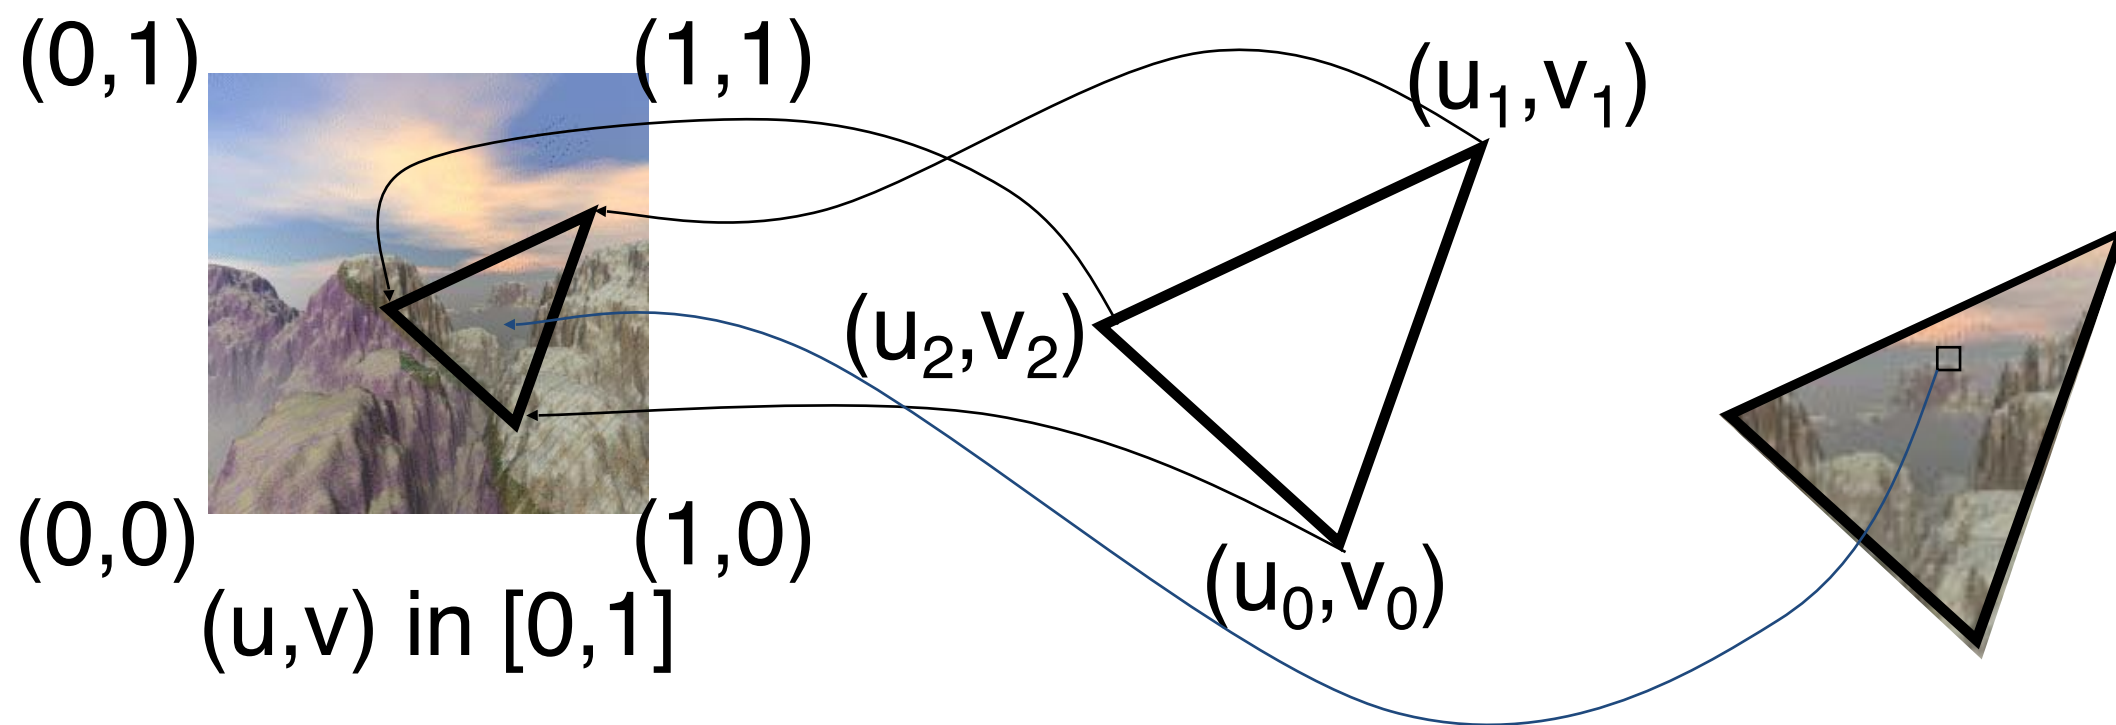 (0,1)
(1,1)
(u₁,v₁)
(u₂,v₂)
(0,0)
(1,0)
(u₀,v₀)
(u,v) in [0,1]